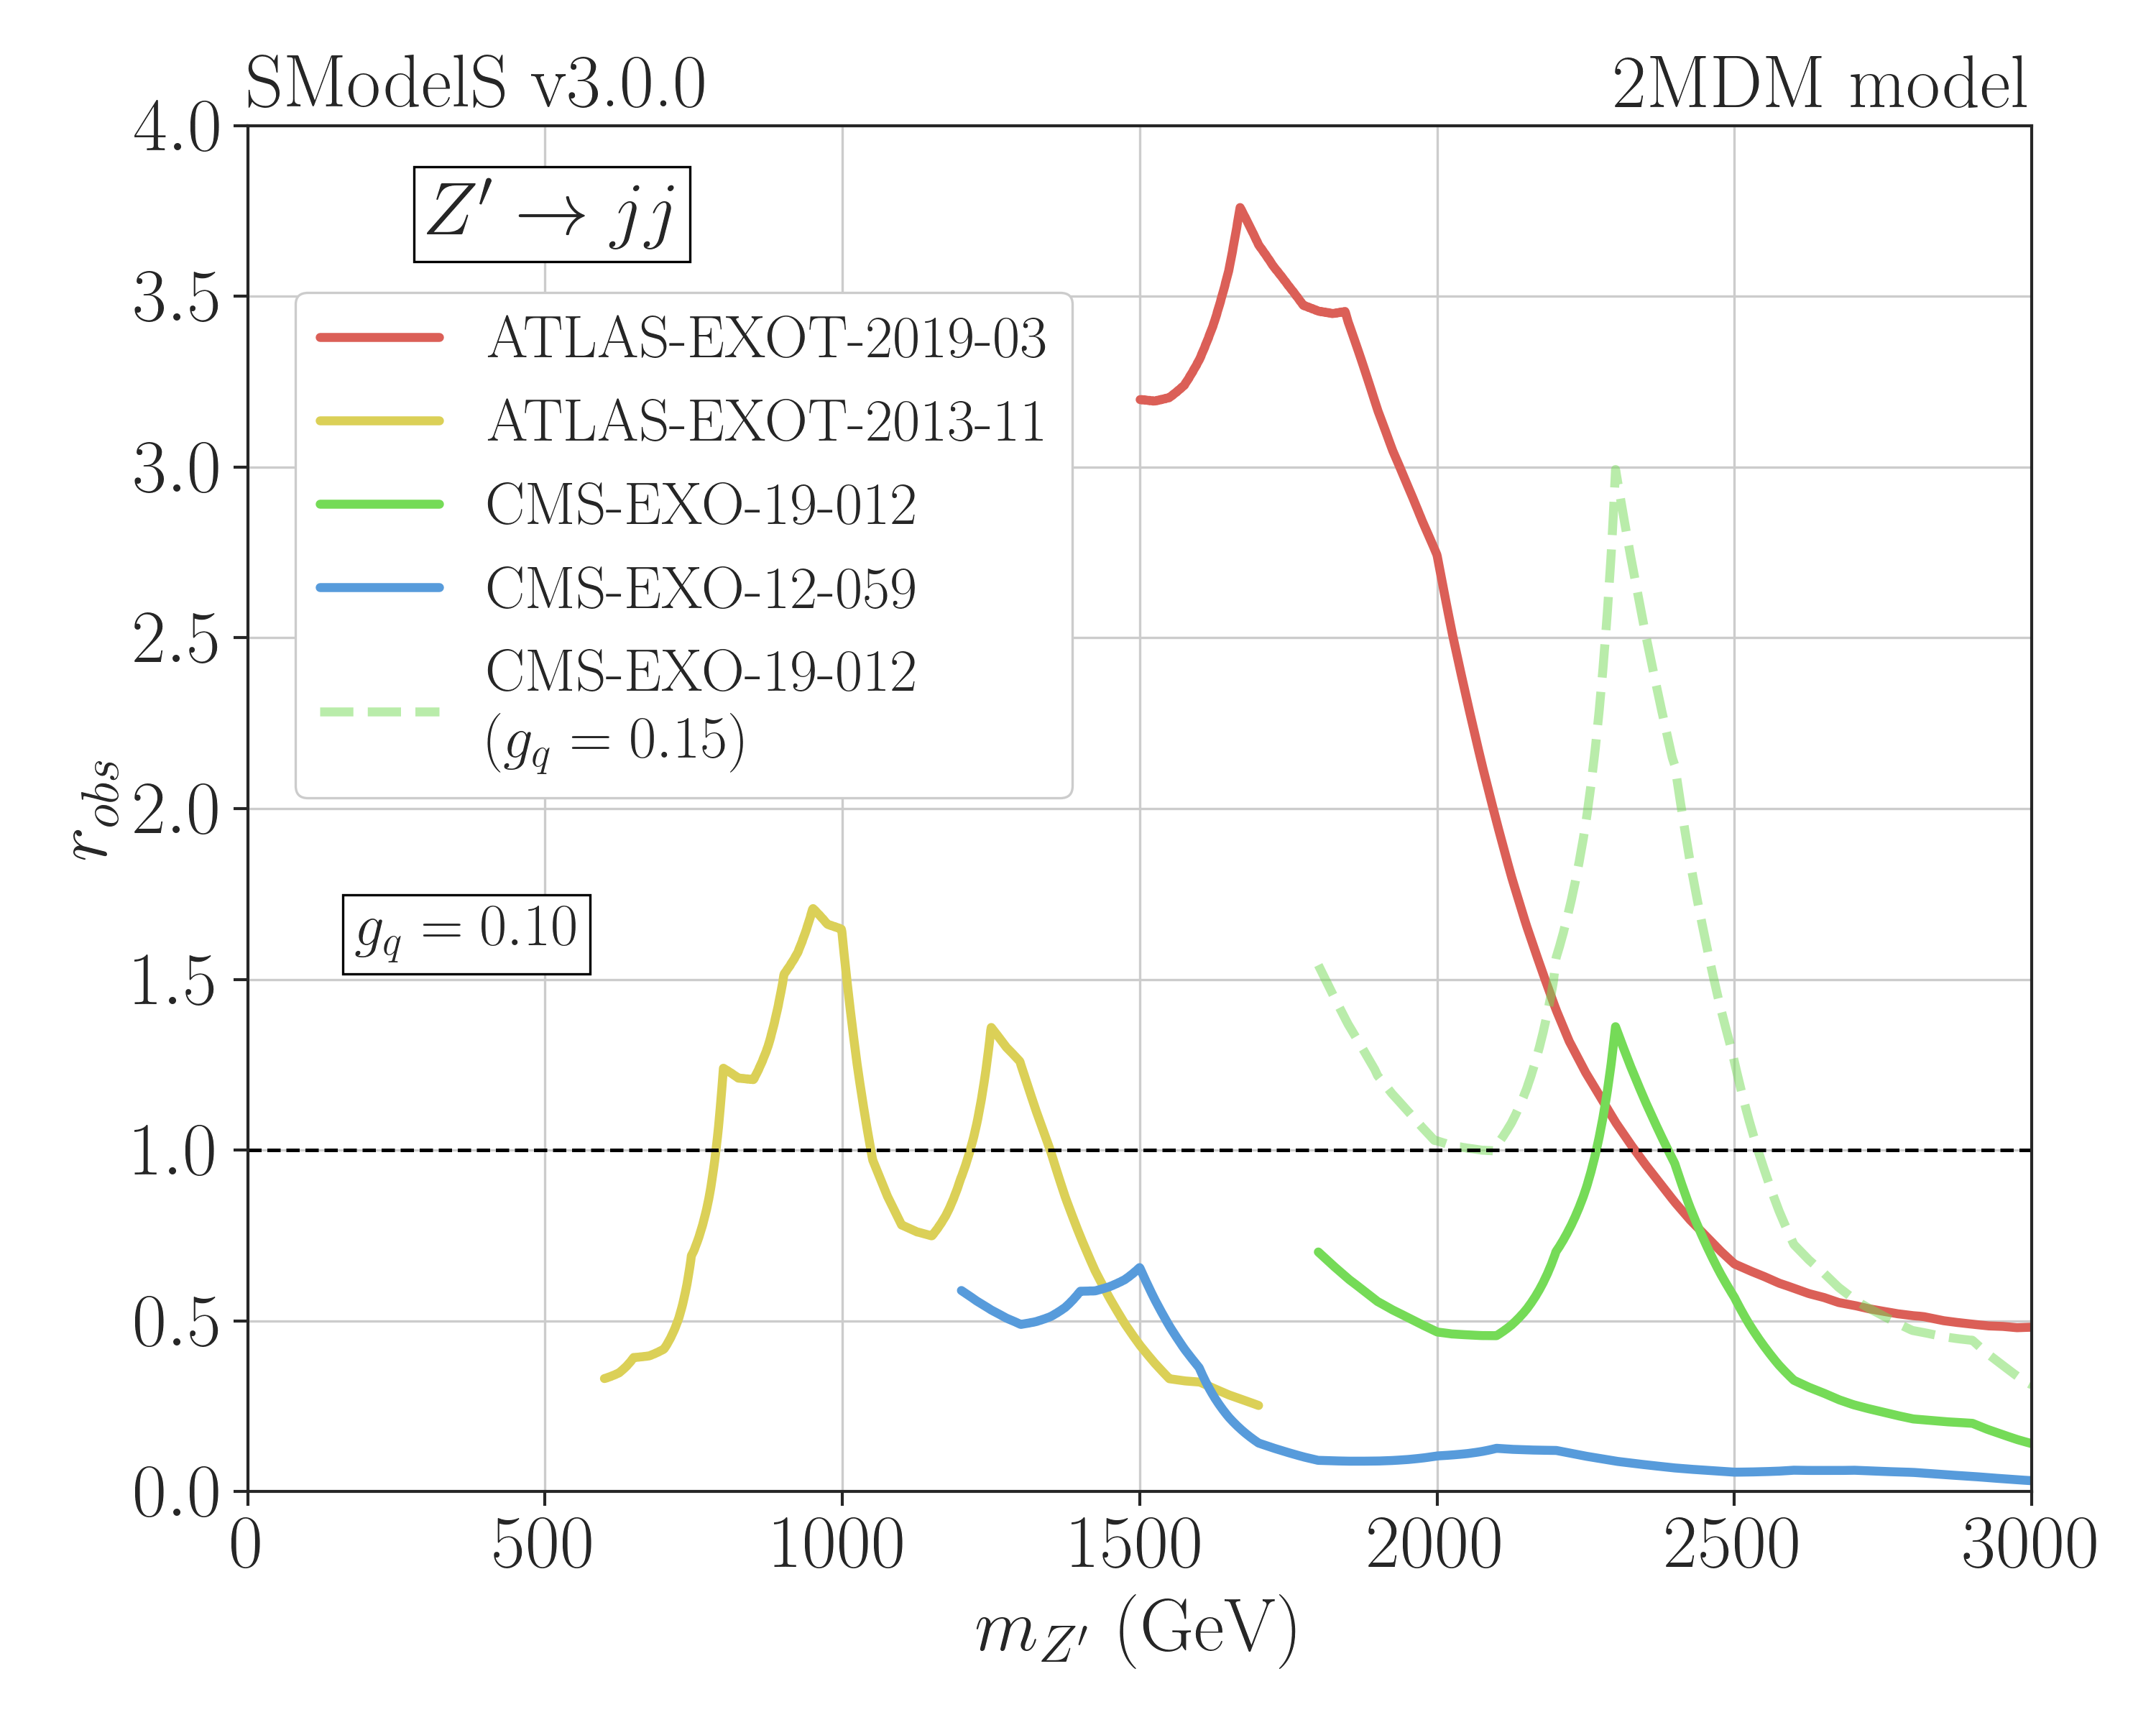 SModelS v3.0.0
2MDM model
Z′ → jj
ATLAS-EXOT-2019-03
ATLAS-EXOT-2013-11
CMS-EXO-19-012
CMS-EXO-12-059
CMS-EXO-19-012
(g_q = 0.15)
g_q = 0.10
r_obs
4.0
3.5
3.0
2.5
2.0
1.5
1.0
0.5
0.0
0 500 1000 1500 2000 2500 3000
m_Z′ (GeV)